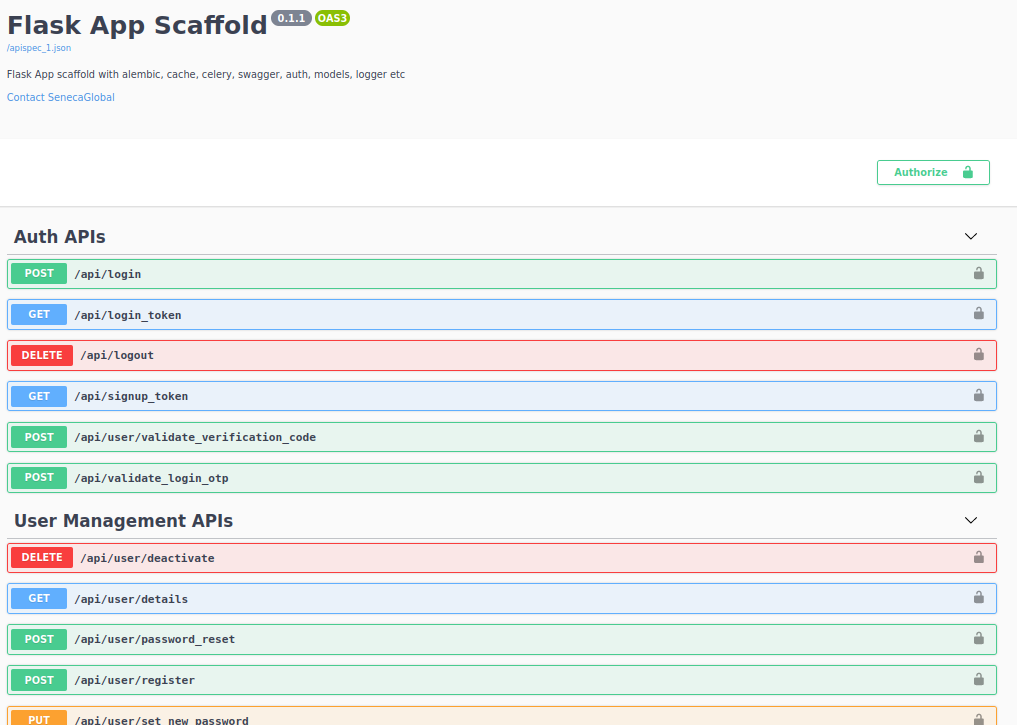 Flask App Scaffold 0.1.1 OAS3
/apispec_1.json
Flask App scaffold with alembic, cache, celery, swagger, auth, models, logger etc
Contact SenecaGlobal
Authorize
Auth APIs
POST /api/login
GET /api/login_token
DELETE /api/logout
GET /api/signup_token
POST /api/user/validate_verification_code
POST /api/validate_login_otp
User Management APIs
DELETE /api/user/deactivate
GET /api/user/details
POST /api/user/password_reset
POST /api/user/register
PUT /api/user/set_new_password